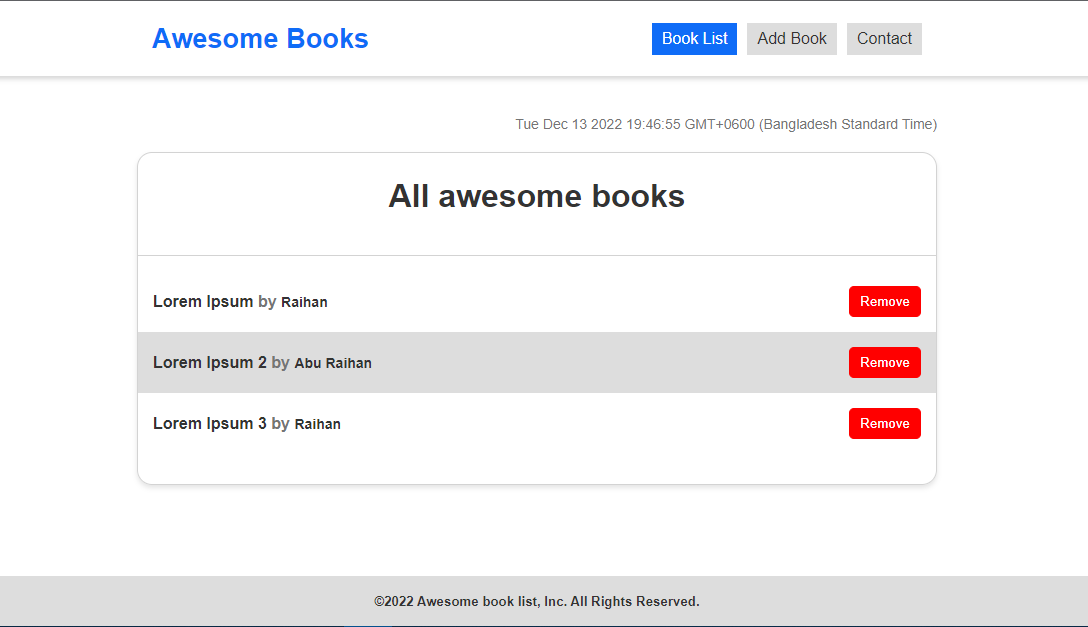 Awesome Books
Book List Add Book Contact
Tue Dec 13 2022 19:46:55 GMT+0600 (Bangladesh Standard Time)
All awesome books
Lorem Ipsum by Raihan Remove
Lorem Ipsum 2 by Abu Raihan Remove
Lorem Ipsum 3 by Raihan Remove
©2022 Awesome book list, Inc. All Rights Reserved.